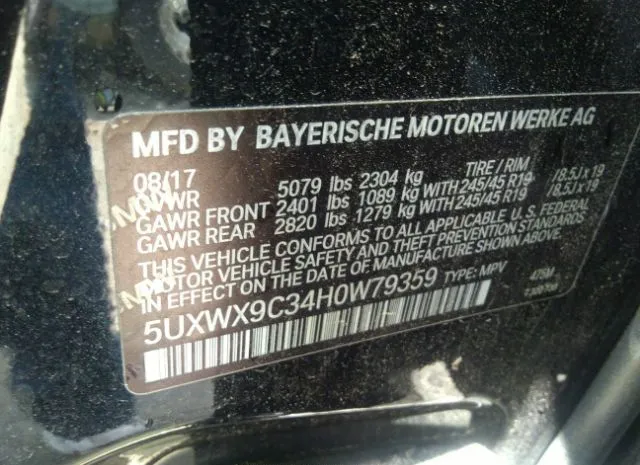 MFD BY BAYERISCHE MOTOREN WERKE AG
08/17 TIRE / RIM
GVWR 5079 lbs 2304 kg
GAWR FRONT 2401 lbs 1089 kg WITH 245/45 R19 /8.5J x 19
GAWR REAR 2820 lbs 1279 kg WITH 245/45 R19 /8.5J x 19
THIS VEHICLE CONFORMS TO ALL APPLICABLE U.S. FEDERAL
MOTOR VEHICLE SAFETY AND THEFT PREVENTION STANDARDS
IN EFFECT ON THE DATE OF MANUFACTURE SHOWN ABOVE.
5UXWX9C34H0W79359 TYPE: MPV